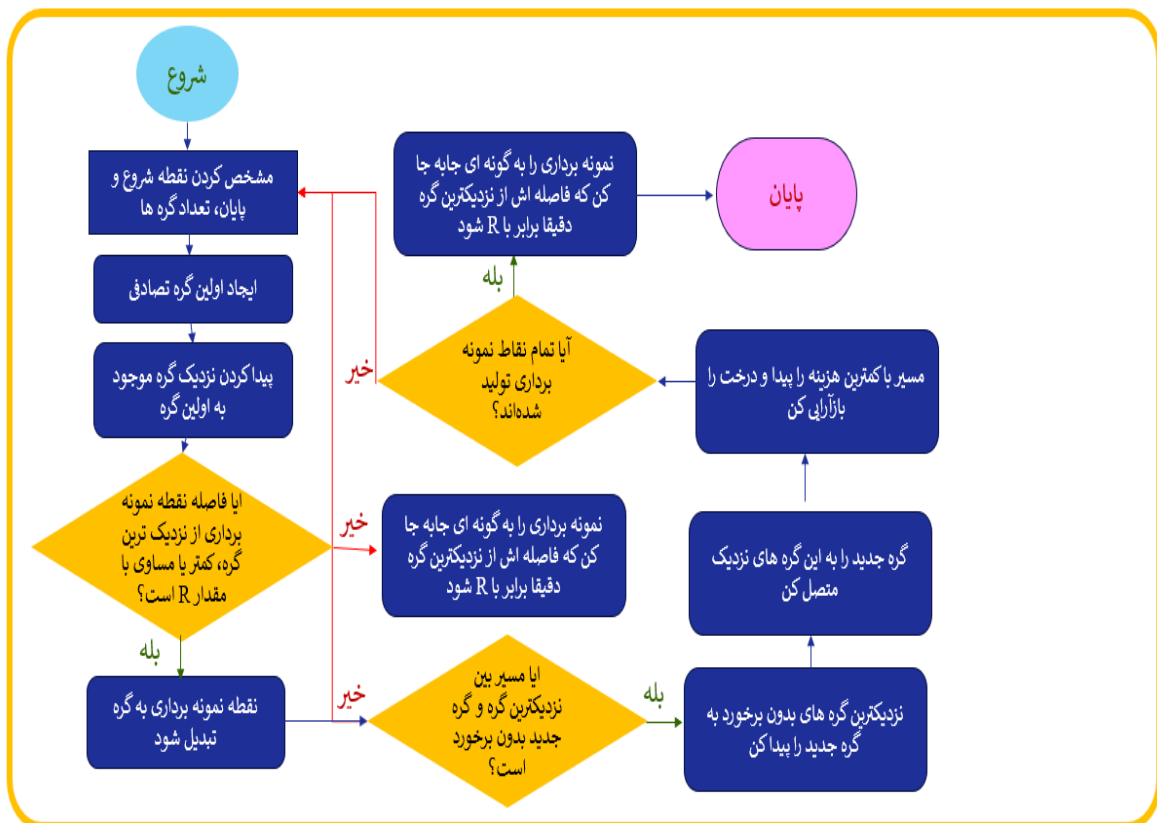 شروع
مشخص کردن نقطه شروع و
پایان، تعداد گره ها
ایجاد اولین گره تصادفی
پیدا کردن نزدیک گره موجود
به اولین گره
ایا فاصله نقطه نمونه
برداری از نزدیک ترین
گره، کمتر یا مساوی با
مقدار R است؟
خیر
نمونه برداری را به گونه ای جابه جا
کن که فاصله اش از نزدیکترین گره
دقیقا برابر با R شود
بله
نقطه نمونه برداری به گره
تبدیل شود
ایا مسیر بین
نزدیکترین گره و گره
جدید بدون برخورد
است؟
خیر
بله
نزدیکترین گره های بدون برخورد به
گره جدید را پیدا کن
گره جدید را به این گره های نزدیک
متصل کن
مسیر با کمترین هزینه را پیدا و درخت را
بازآرایی کن
آیا تمام نقاط نمونه
برداری تولید
شده‌اند؟
خیر
بله
نمونه برداری را به گونه ای جابه جا
کن که فاصله اش از نزدیکترین گره
دقیقا برابر با R شود
پایان